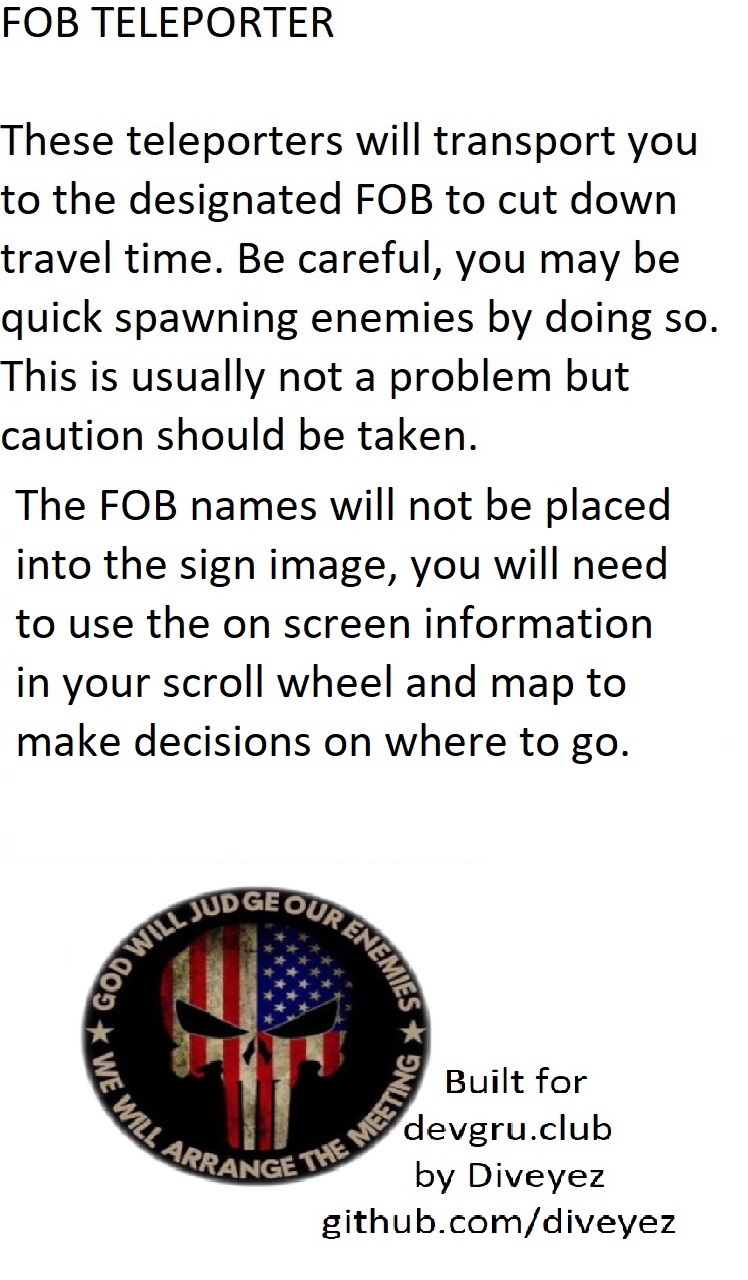 FOB TELEPORTER
These teleporters will transport you
to the designated FOB to cut down
travel time. Be careful, you may be
quick spawning enemies by doing so.
This is usually not a problem but
caution should be taken.
The FOB names will not be placed
into the sign image, you will need
to use the on screen information
in your scroll wheel and map to
make decisions on where to go.
GOD WILL JUDGE OUR ENEMIES
WE WILL ARRANGE THE MEETING
Built for
devgru.club
by Diveyez
github.com/diveyez